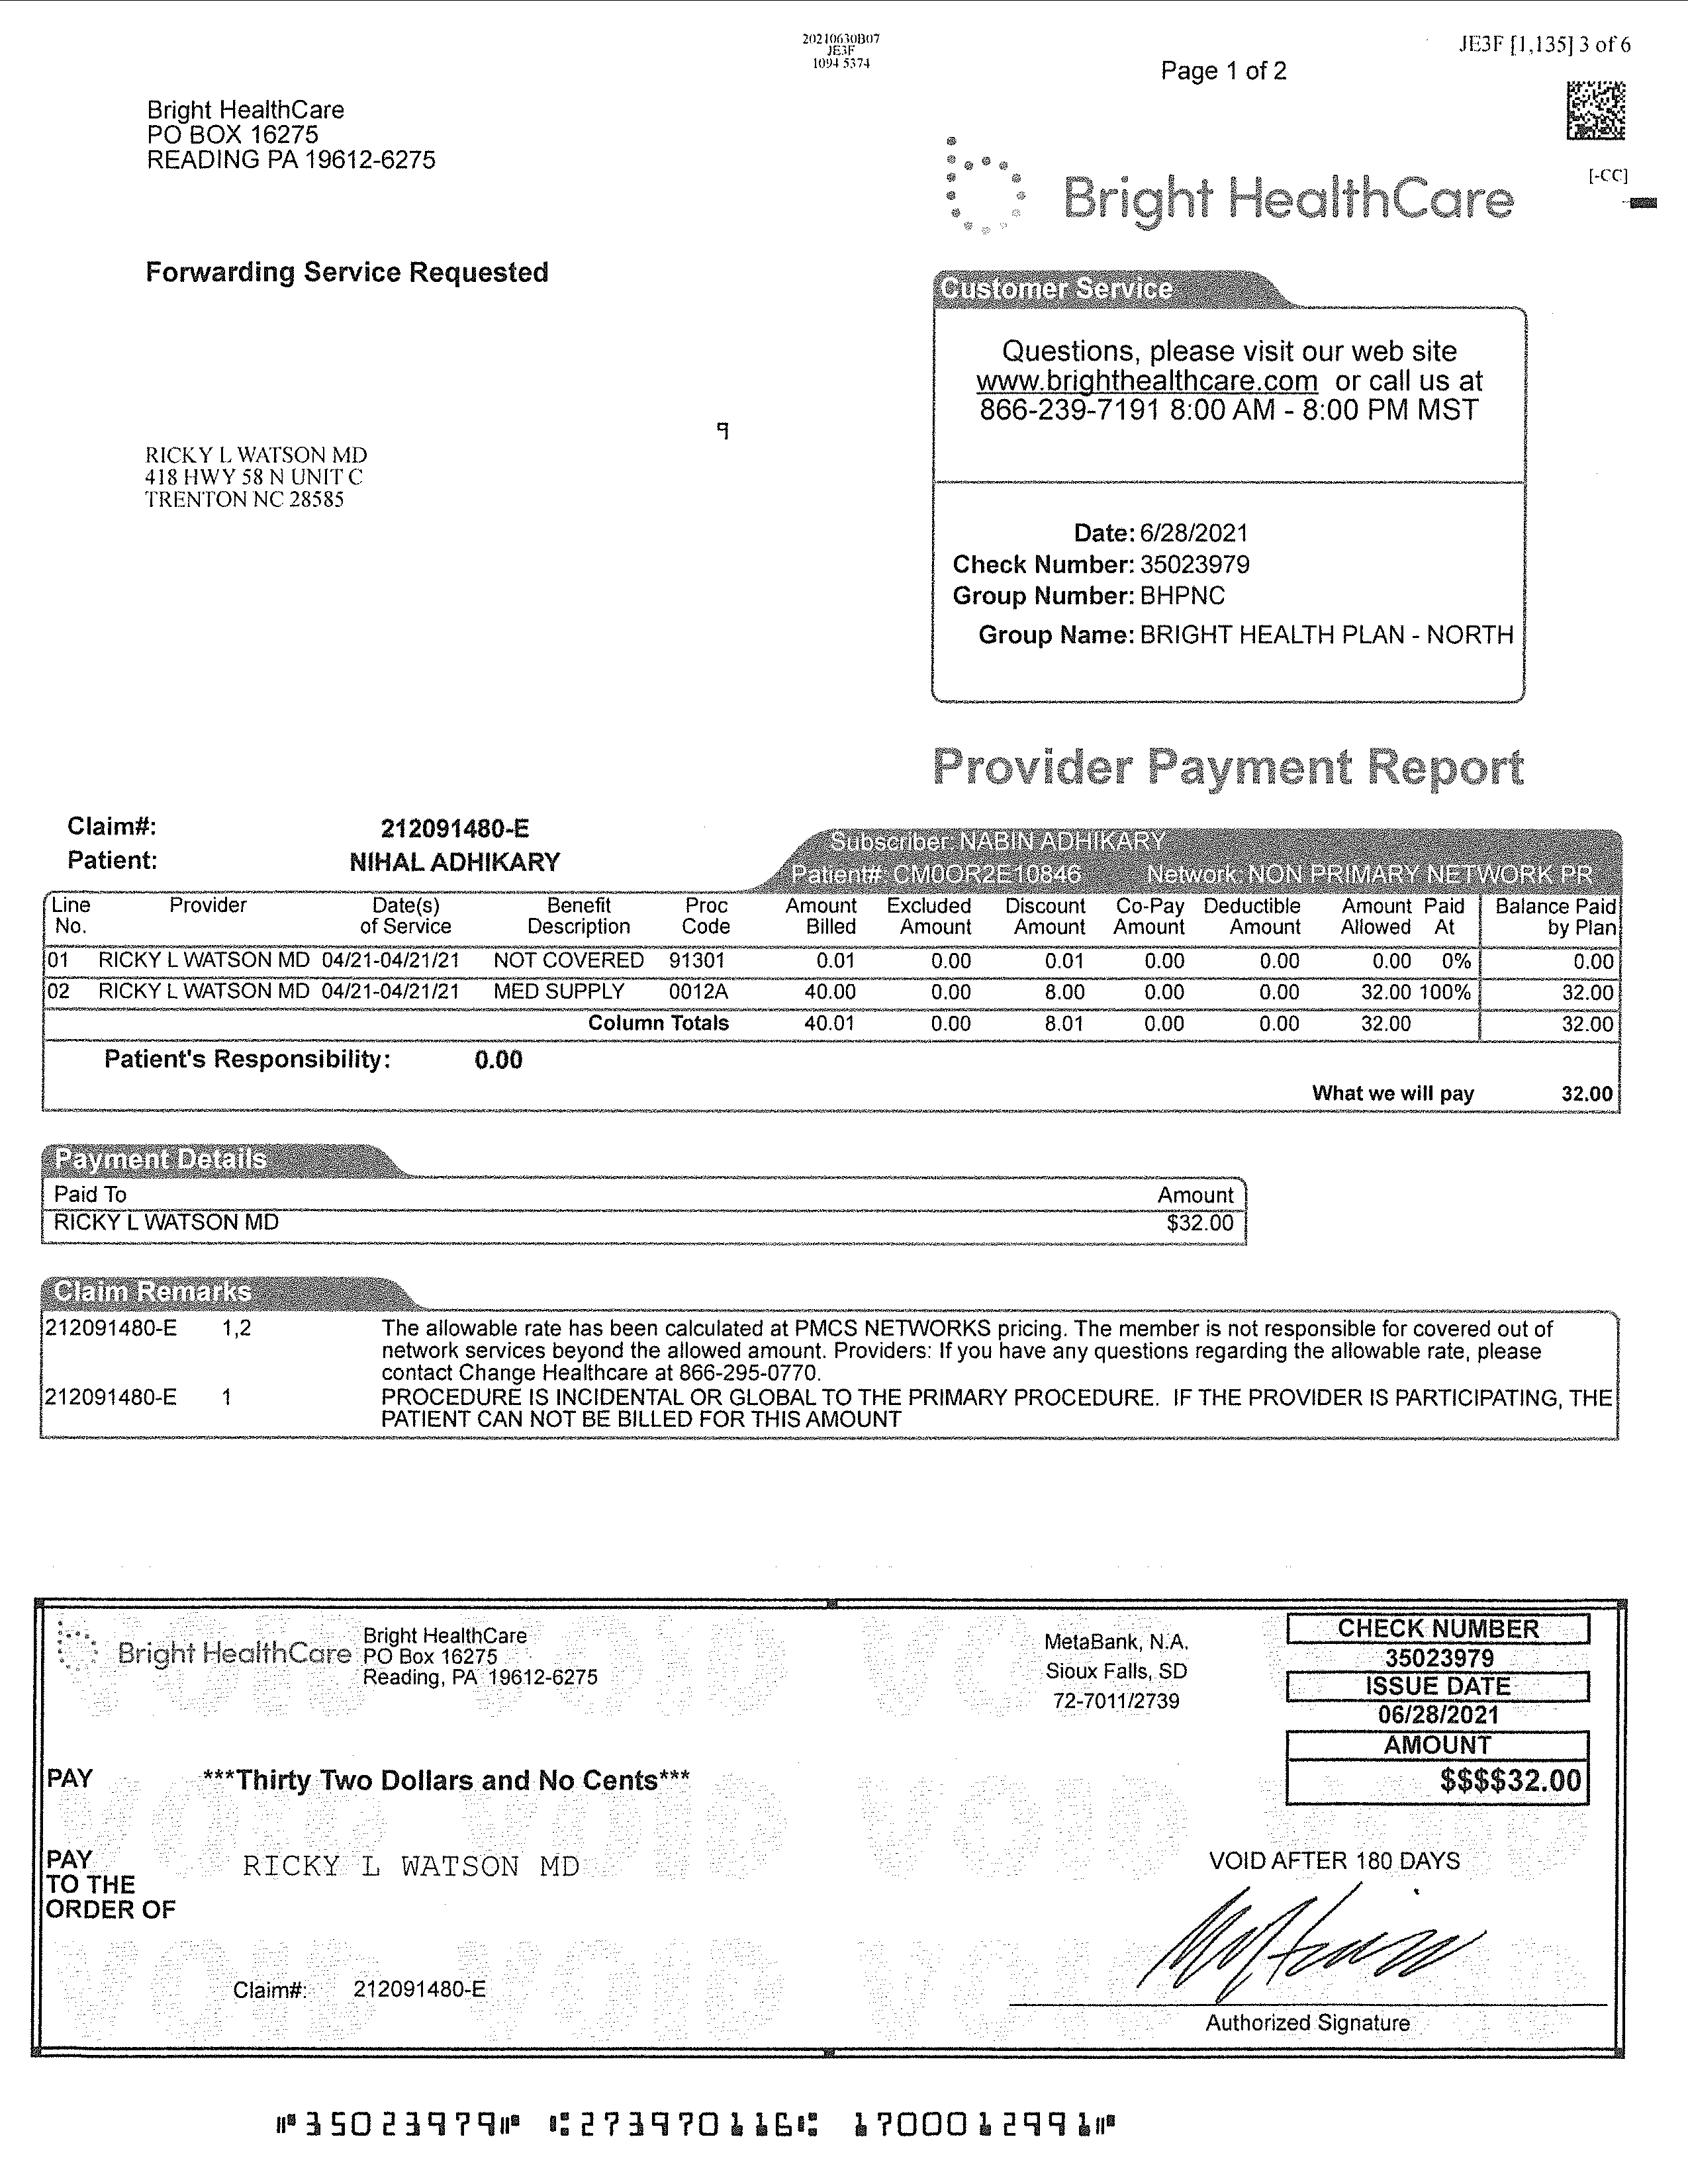 20210630B07
JE3F
1094 5374
JE3F [1,135] 3 of 6
Page 1 of 2
Bright HealthCare
PO BOX 16275
READING PA 19612-6275
[-CC]
Bright HealthCare
Forwarding Service Requested
Customer Service
Questions, please visit our web site
www.brighthealthcare.com or call us at
866-239-7191 8:00 AM - 8:00 PM MST
9
RICKY L WATSON MD
418 HWY 58 N UNIT C
TRENTON NC 28585
Date: 6/28/2021
Check Number: 35023979
Group Number: BHPNC
Group Name: BRIGHT HEALTH PLAN - NORTH
Provider Payment Report
Claim#: 212091480-E
Patient: NIHAL ADHIKARY
Subscriber: NABIN ADHIKARY
Patient#: CM0OR2E10846 Network: NON PRIMARY NETWORK PR
Line Provider Date(s) Benefit Proc Amount Excluded Discount Co-Pay Deductible Amount Paid Balance Paid
No. of Service Description Code Billed Amount Amount Amount Amount Allowed At by Plan
01 RICKY L WATSON MD 04/21-04/21/21 NOT COVERED 91301 0.01 0.00 0.01 0.00 0.00 0.00 0% 0.00
02 RICKY L WATSON MD 04/21-04/21/21 MED SUPPLY 0012A 40.00 0.00 8.00 0.00 0.00 32.00 100% 32.00
Column Totals 40.01 0.00 8.01 0.00 0.00 32.00 32.00
Patient's Responsibility: 0.00
What we will pay 32.00
Payment Details
Paid To Amount
RICKY L WATSON MD $32.00
Claim Remarks
212091480-E 1,2 The allowable rate has been calculated at PMCS NETWORKS pricing. The member is not responsible for covered out of
network services beyond the allowed amount. Providers: If you have any questions regarding the allowable rate, please
contact Change Healthcare at 866-295-0770.
212091480-E 1 PROCEDURE IS INCIDENTAL OR GLOBAL TO THE PRIMARY PROCEDURE. IF THE PROVIDER IS PARTICIPATING, THE
PATIENT CAN NOT BE BILLED FOR THIS AMOUNT
VOID VOID VOID VOID
Bright HealthCare
Bright HealthCare
PO Box 16275
Reading, PA 19612-6275
MetaBank, N.A.
Sioux Falls, SD
72-7011/2739
CHECK NUMBER
35023979
ISSUE DATE
06/28/2021
AMOUNT
$$$$32.00
PAY ***Thirty Two Dollars and No Cents***
VOID VOID VOID VOID
PAY
TO THE
ORDER OF
RICKY L WATSON MD
VOID AFTER 180 DAYS
VOID VOID VOID VOID
Claim#: 212091480-E
Authorized Signature
⑈35023979⑈ ⑆273970116⑆ 1700012991⑈